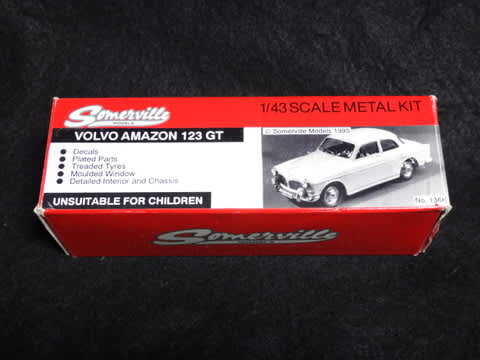 Somerville
MODELS
1/43 SCALE METAL KIT
VOLVO AMAZON 123 GT
© Somerville Models 1995
● Decals
● Plated Parts
● Treaded Tyres
● Moulded Window
● Detailed Interior and Chassis
UNSUITABLE FOR CHILDREN
Somerville